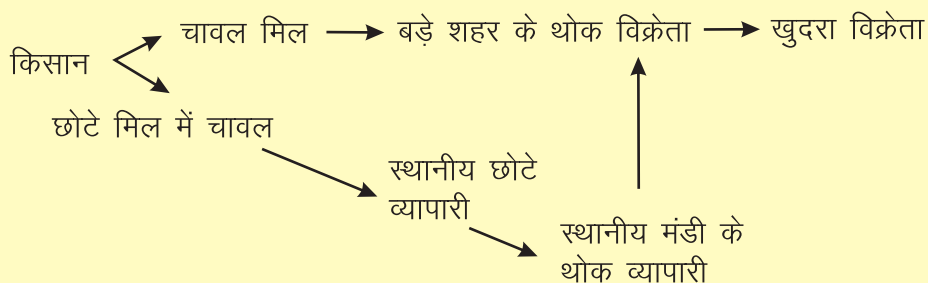 चावल मिल
बड़े शहर के थोक विक्रेता
खुदरा विक्रेता
किसान
छोटे मिल में चावल
स्थानीय छोटे
व्यापारी
स्थानीय मंडी के
थोक व्यापारी